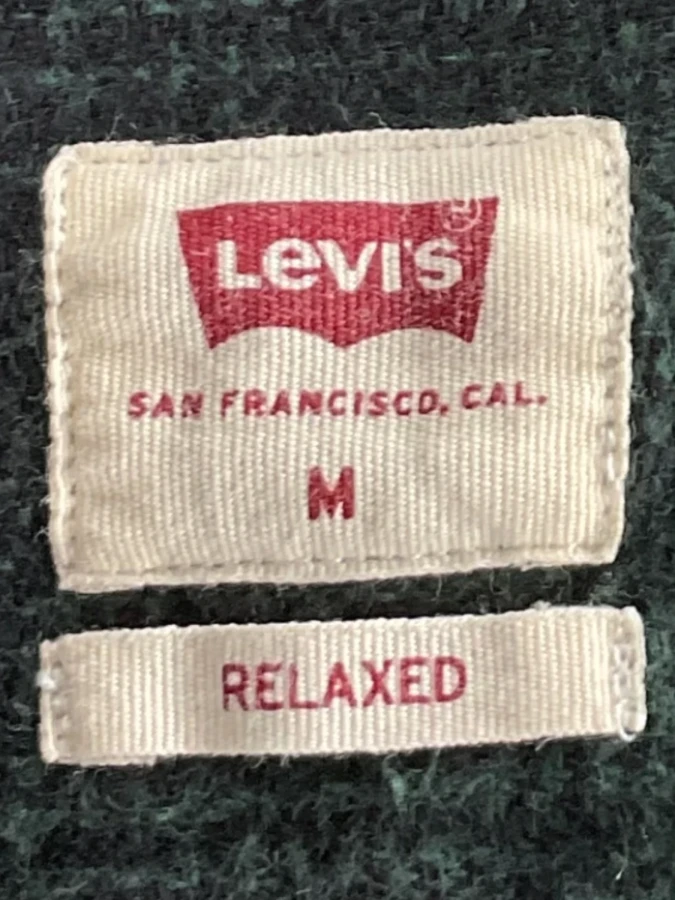 Levi's ®
SAN FRANCISCO, CAL.
M
RELAXED